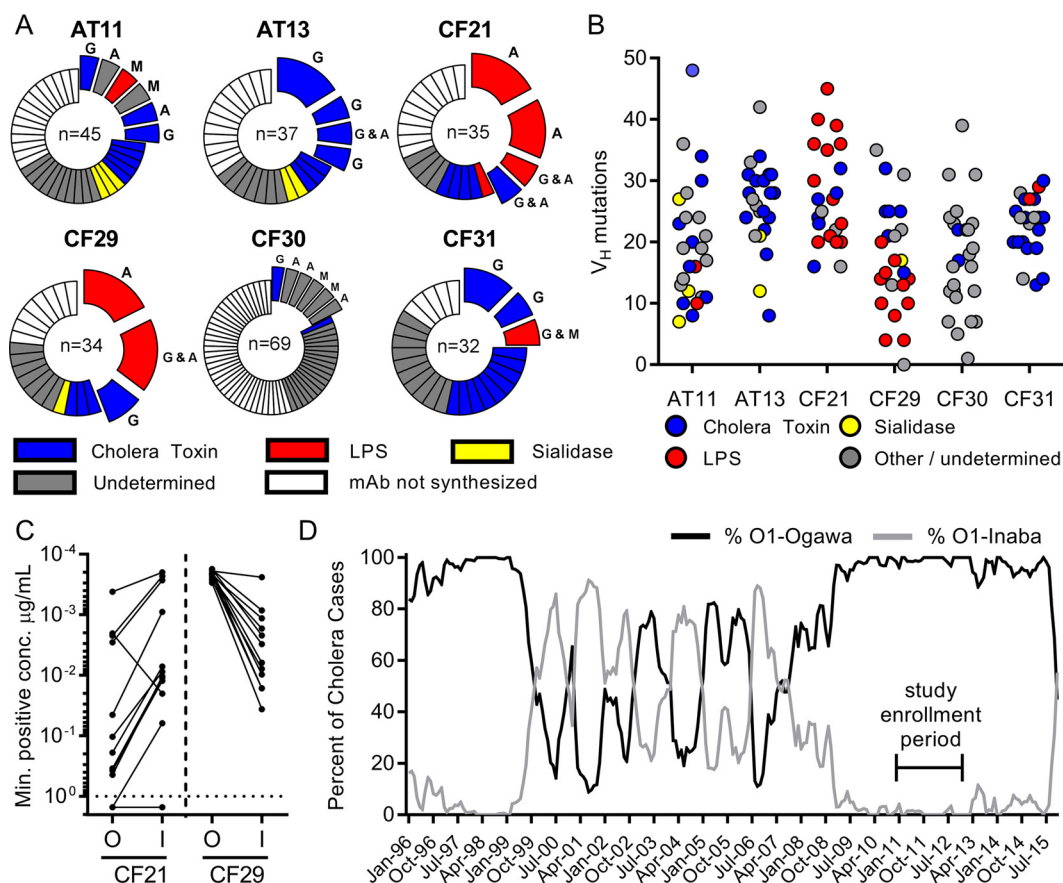 A
AT11
AT13
CF21
G
A
M
M
A
G
n=45
G
G
G & A
G
n=37
A
A
G & A
G & A
n=35
CF29
CF30
CF31
A
G & A
G
n=34
G
A
A
M
A
n=69
G
G
G & M
n=32
Cholera Toxin
LPS
Sialidase
Undetermined
mAb not synthesized
B
VH mutations
50
40
30
20
10
0
AT11
AT13
CF21
CF29
CF30
CF31
Cholera Toxin
Sialidase
LPS
Other / undetermined
C
Min. positive conc. µg/mL
10-4
10-3
10-2
10-1
100
O
I
O
I
CF21
CF29
D
% O1-Ogawa
% O1-Inaba
Percent of Cholera Cases
100
80
60
40
20
0
study
enrollment
period
Jan-96
Oct-96
Jul-97
Apr-98
Jan-99
Oct-99
Jul-00
Apr-01
Jan-02
Oct-02
Jul-03
Apr-04
Jan-05
Oct-05
Jul-06
Apr-07
Jan-08
Oct-08
Jul-09
Apr-10
Jan-11
Oct-11
Jul-12
Apr-13
Jan-14
Oct-14
Jul-15